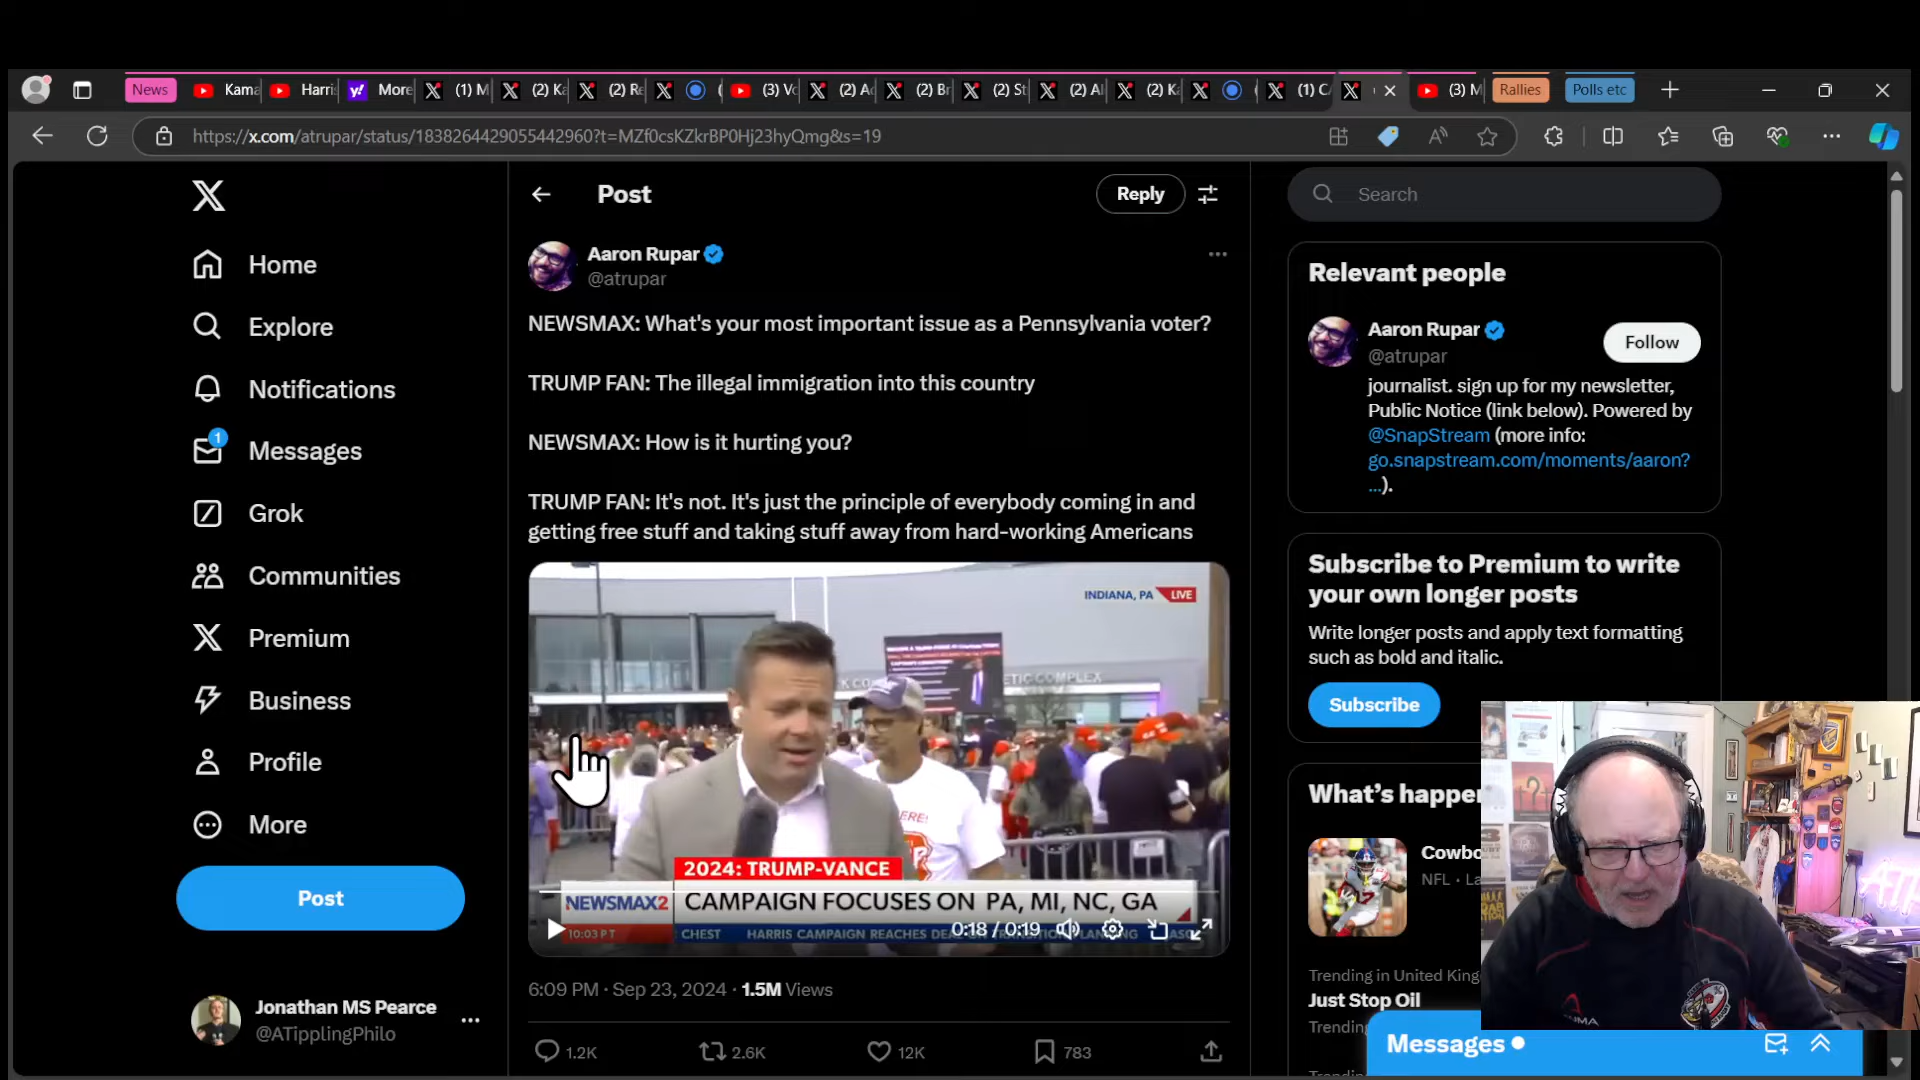 News
Kama
Harri
More
(1) M
(2) Ka
(2) Re
(3) Vo
(2) A
(2) Br
(2) St
(2) Al
(2) K
(1) C
(3) M
Rallies
Polls etc
https://x.com/atrupar/status/1838264429055442960?t=MZf0csKZkrBP0Hj23hyQmg&s=19
Home
Explore
Notifications
1
Messages
Grok
Communities
Premium
Business
Profile
More
Post
Jonathan MS Pearce
@ATipplingPhilo
Post
Reply
Aaron Rupar
@atrupar
NEWSMAX: What's your most important issue as a Pennsylvania voter?
TRUMP FAN: The illegal immigration into this country
NEWSMAX: How is it hurting you?
TRUMP FAN: It's not. It's just the principle of everybody coming in and
getting free stuff and taking stuff away from hard-working Americans
INDIANA, PA LIVE
2024: TRUMP-VANCE
NEWSMAX2 CAMPAIGN FOCUSES ON PA, MI, NC, GA
0:18 / 0:19
10:03 PT CHEST HARRIS CAMPAIGN REACHES
6:09 PM · Sep 23, 2024 · 1.5M Views
1.2K 2.6K 12K 783
Search
Relevant people
Aaron Rupar
@atrupar
Follow
journalist. sign up for my newsletter,
Public Notice (link below). Powered by
@SnapStream (more info:
go.snapstream.com/moments/aaron?
...).
Subscribe to Premium to write
your own longer posts
Write longer posts and apply text formatting
such as bold and italic.
Subscribe
What's happe
Cowbo
NFL · La
Trending in United King
Just Stop Oil
Trending
Messages